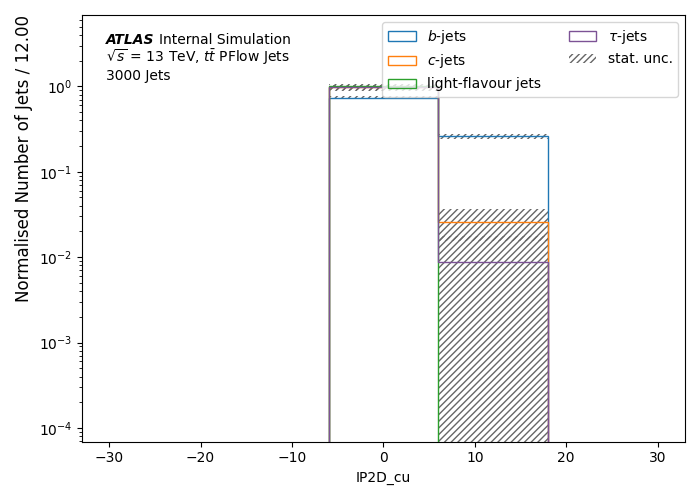 ATLAS Internal Simulation
√s = 13 TeV, tt̄ PFlow Jets
3000 Jets
b-jets
c-jets
light-flavour jets
τ-jets
stat. unc.
Normalised Number of Jets / 12.00
10⁰
10⁻¹
10⁻²
10⁻³
10⁻⁴
−30 −20 −10 0 10 20 30
IP2D_cu